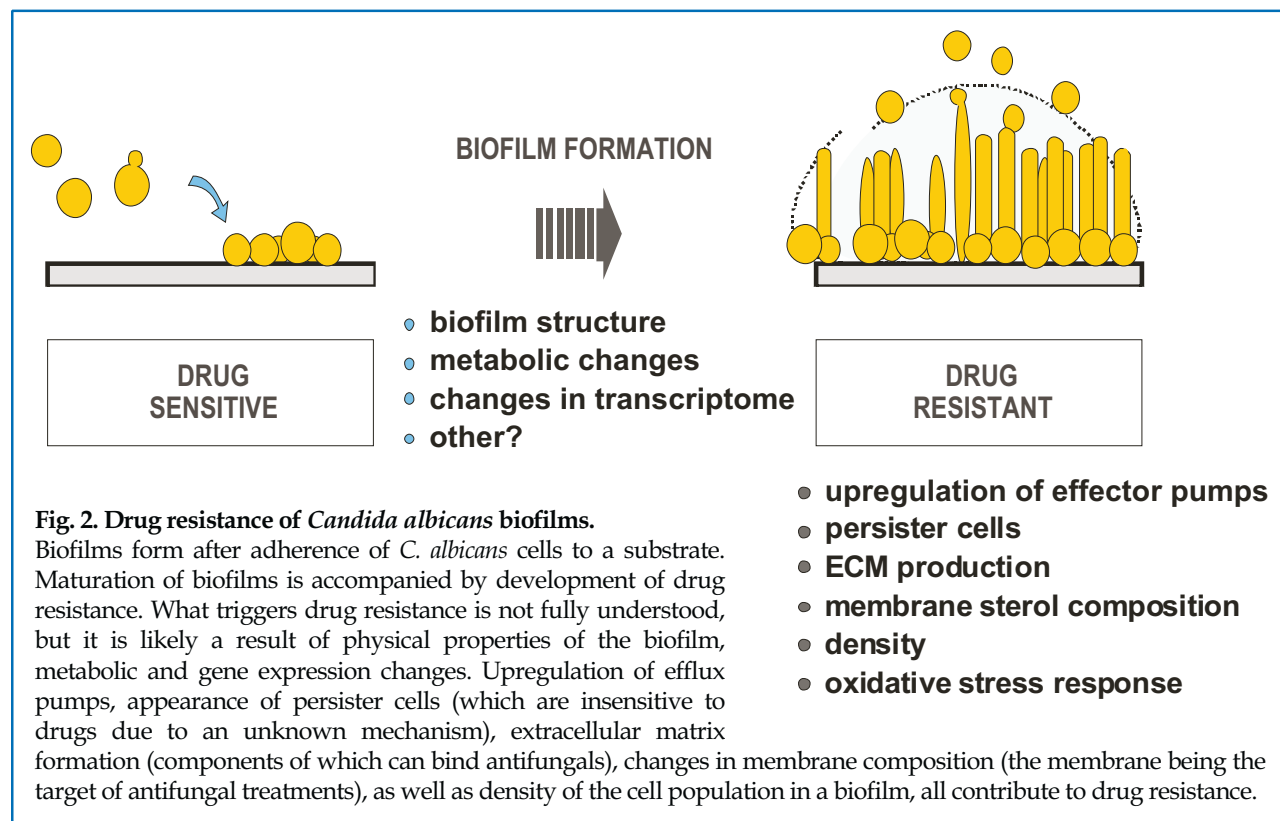 BIOFILM FORMATION
DRUG
SENSITIVE
• biofilm structure
• metabolic changes
• changes in transcriptome
• other?
DRUG
RESISTANT
• upregulation of effector pumps
• persister cells
• ECM production
• membrane sterol composition
• density
• oxidative stress response
Fig. 2. Drug resistance of Candida albicans biofilms.
Biofilms form after adherence of C. albicans cells to a substrate.
Maturation of biofilms is accompanied by development of drug
resistance. What triggers drug resistance is not fully understood,
but it is likely a result of physical properties of the biofilm,
metabolic and gene expression changes. Upregulation of efflux
pumps, appearance of persister cells (which are insensitive to
drugs due to an unknown mechanism), extracellular matrix
formation (components of which can bind antifungals), changes in membrane composition (the membrane being the
target of antifungal treatments), as well as density of the cell population in a biofilm, all contribute to drug resistance.